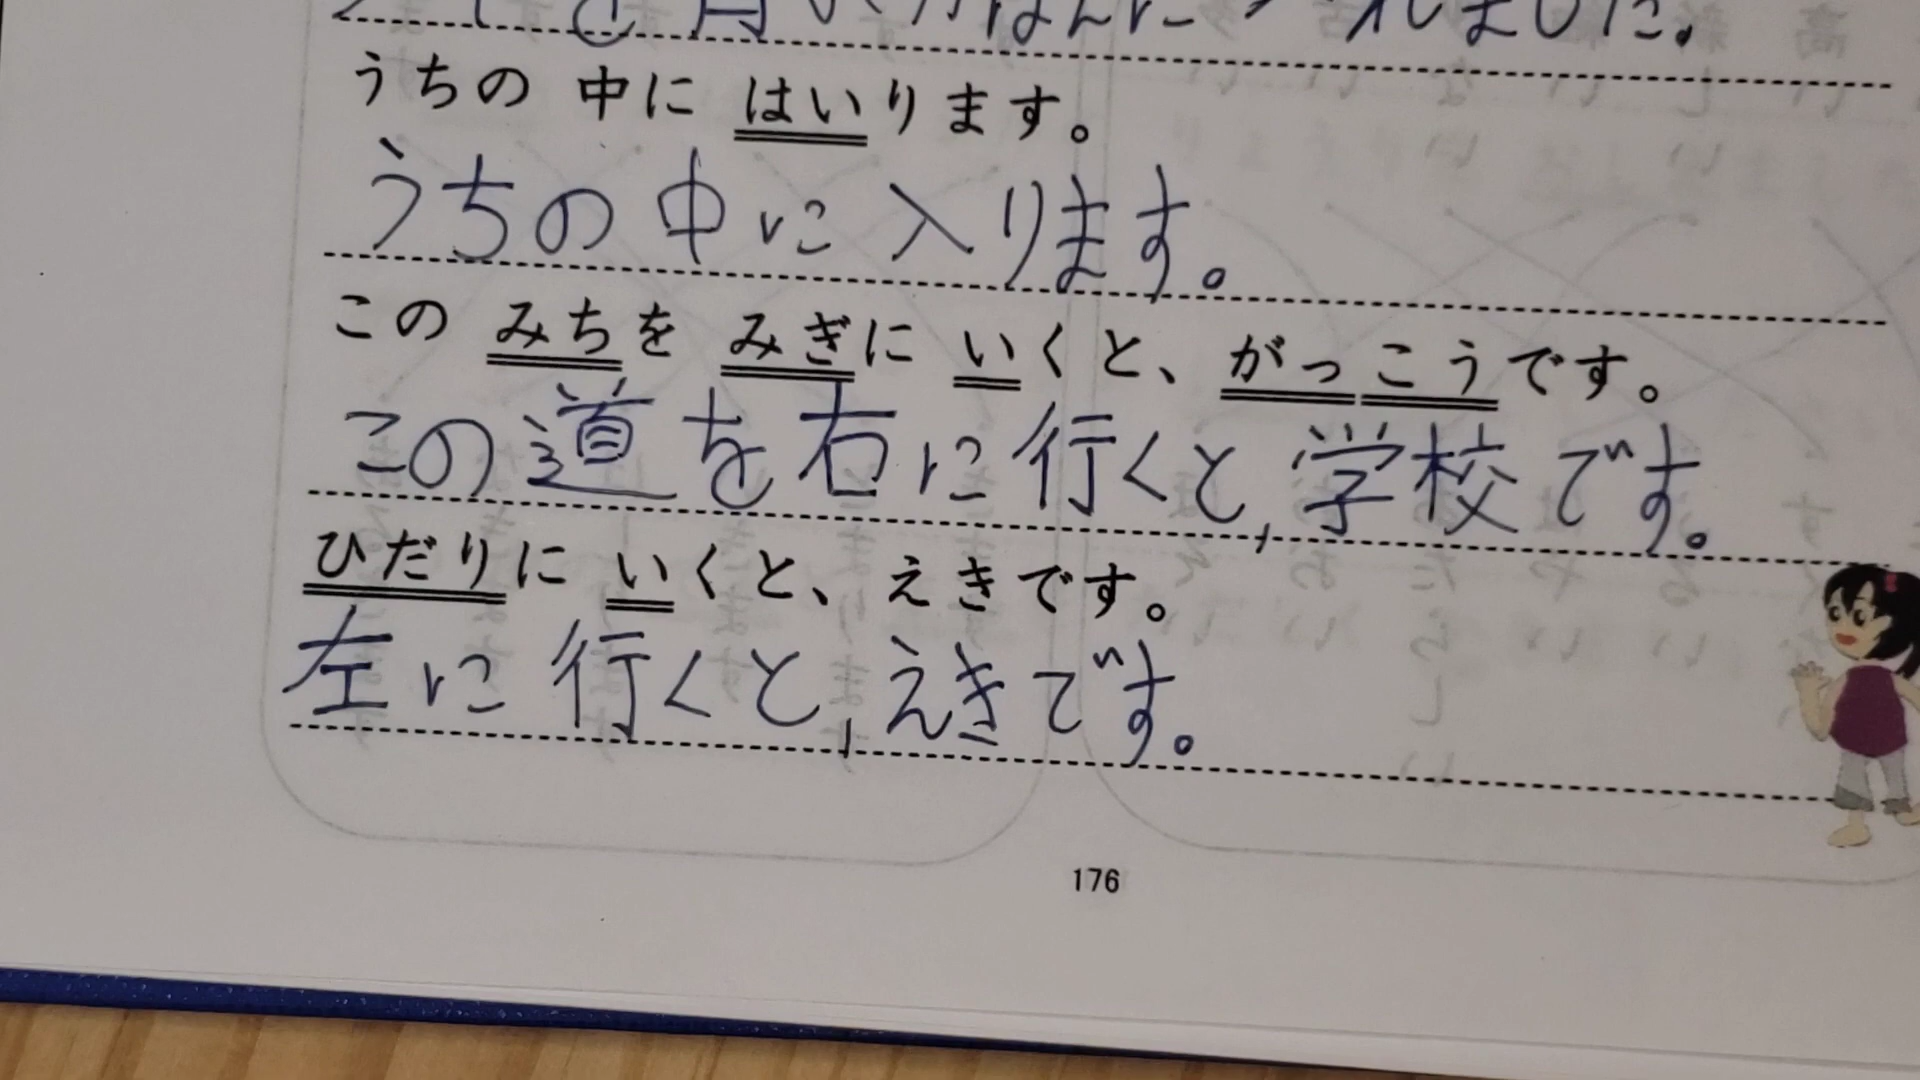 ました。
うちの 中に はいります。
うちの 中に 入ります。
この みちを みぎに いくと、がっこうです。
この 道を 右に 行くと,学校です。
ひだりに いくと、えきです。
左に 行くと,えきです。
176